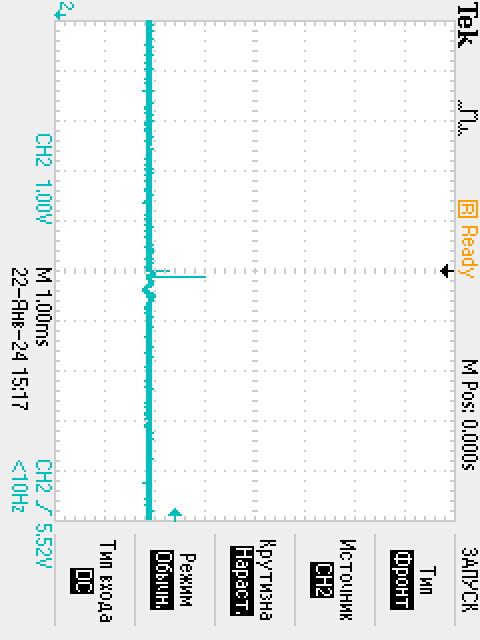 Tek
R Ready
M Pos: 0.000s
ЗАПУСК
Тип
Фронт
Источник
CH2
Крутизна
Нараст
Режим
Обычн.
Тип входа
DC
2
CH2 1.00V
M 1.00ms
CH2 / 5.52V
22-Янв-24 15:17
<10Hz